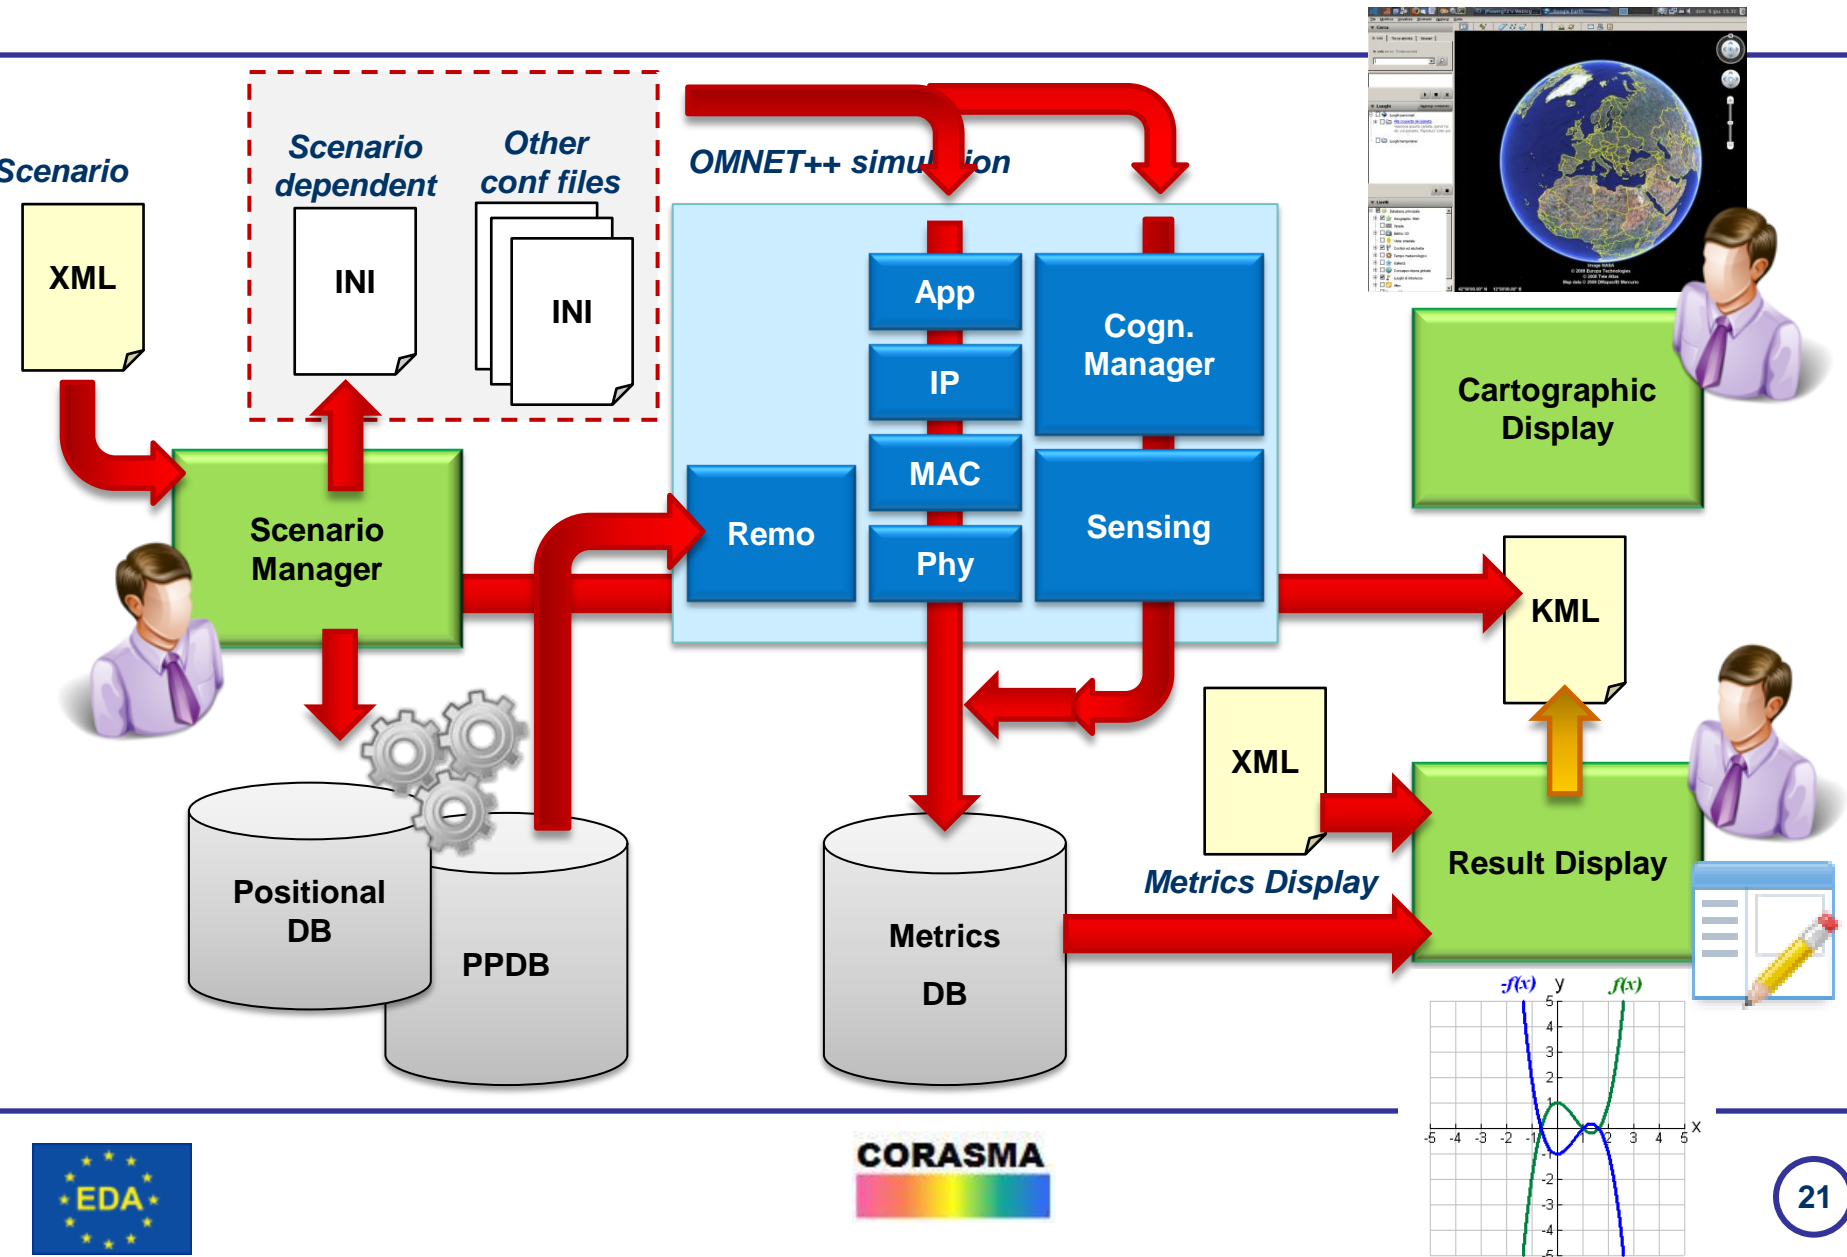 Scenario
XML
Scenario
dependent
INI
Other
conf files
INI
OMNET++ simulation
App
IP
MAC
Phy
Cogn.
Manager
Sensing
Remo
Scenario
Manager
Positional
DB
PPDB
Metrics
DB
XML
Metrics Display
KML
Cartographic
Display
Result Display
-f(x) y f(x)
5
4
3
2
1
-5 -4 -3 -2 -1 2 3 4 5 x
-1
-2
-3
-4
-5
EDA
CORASMA
21